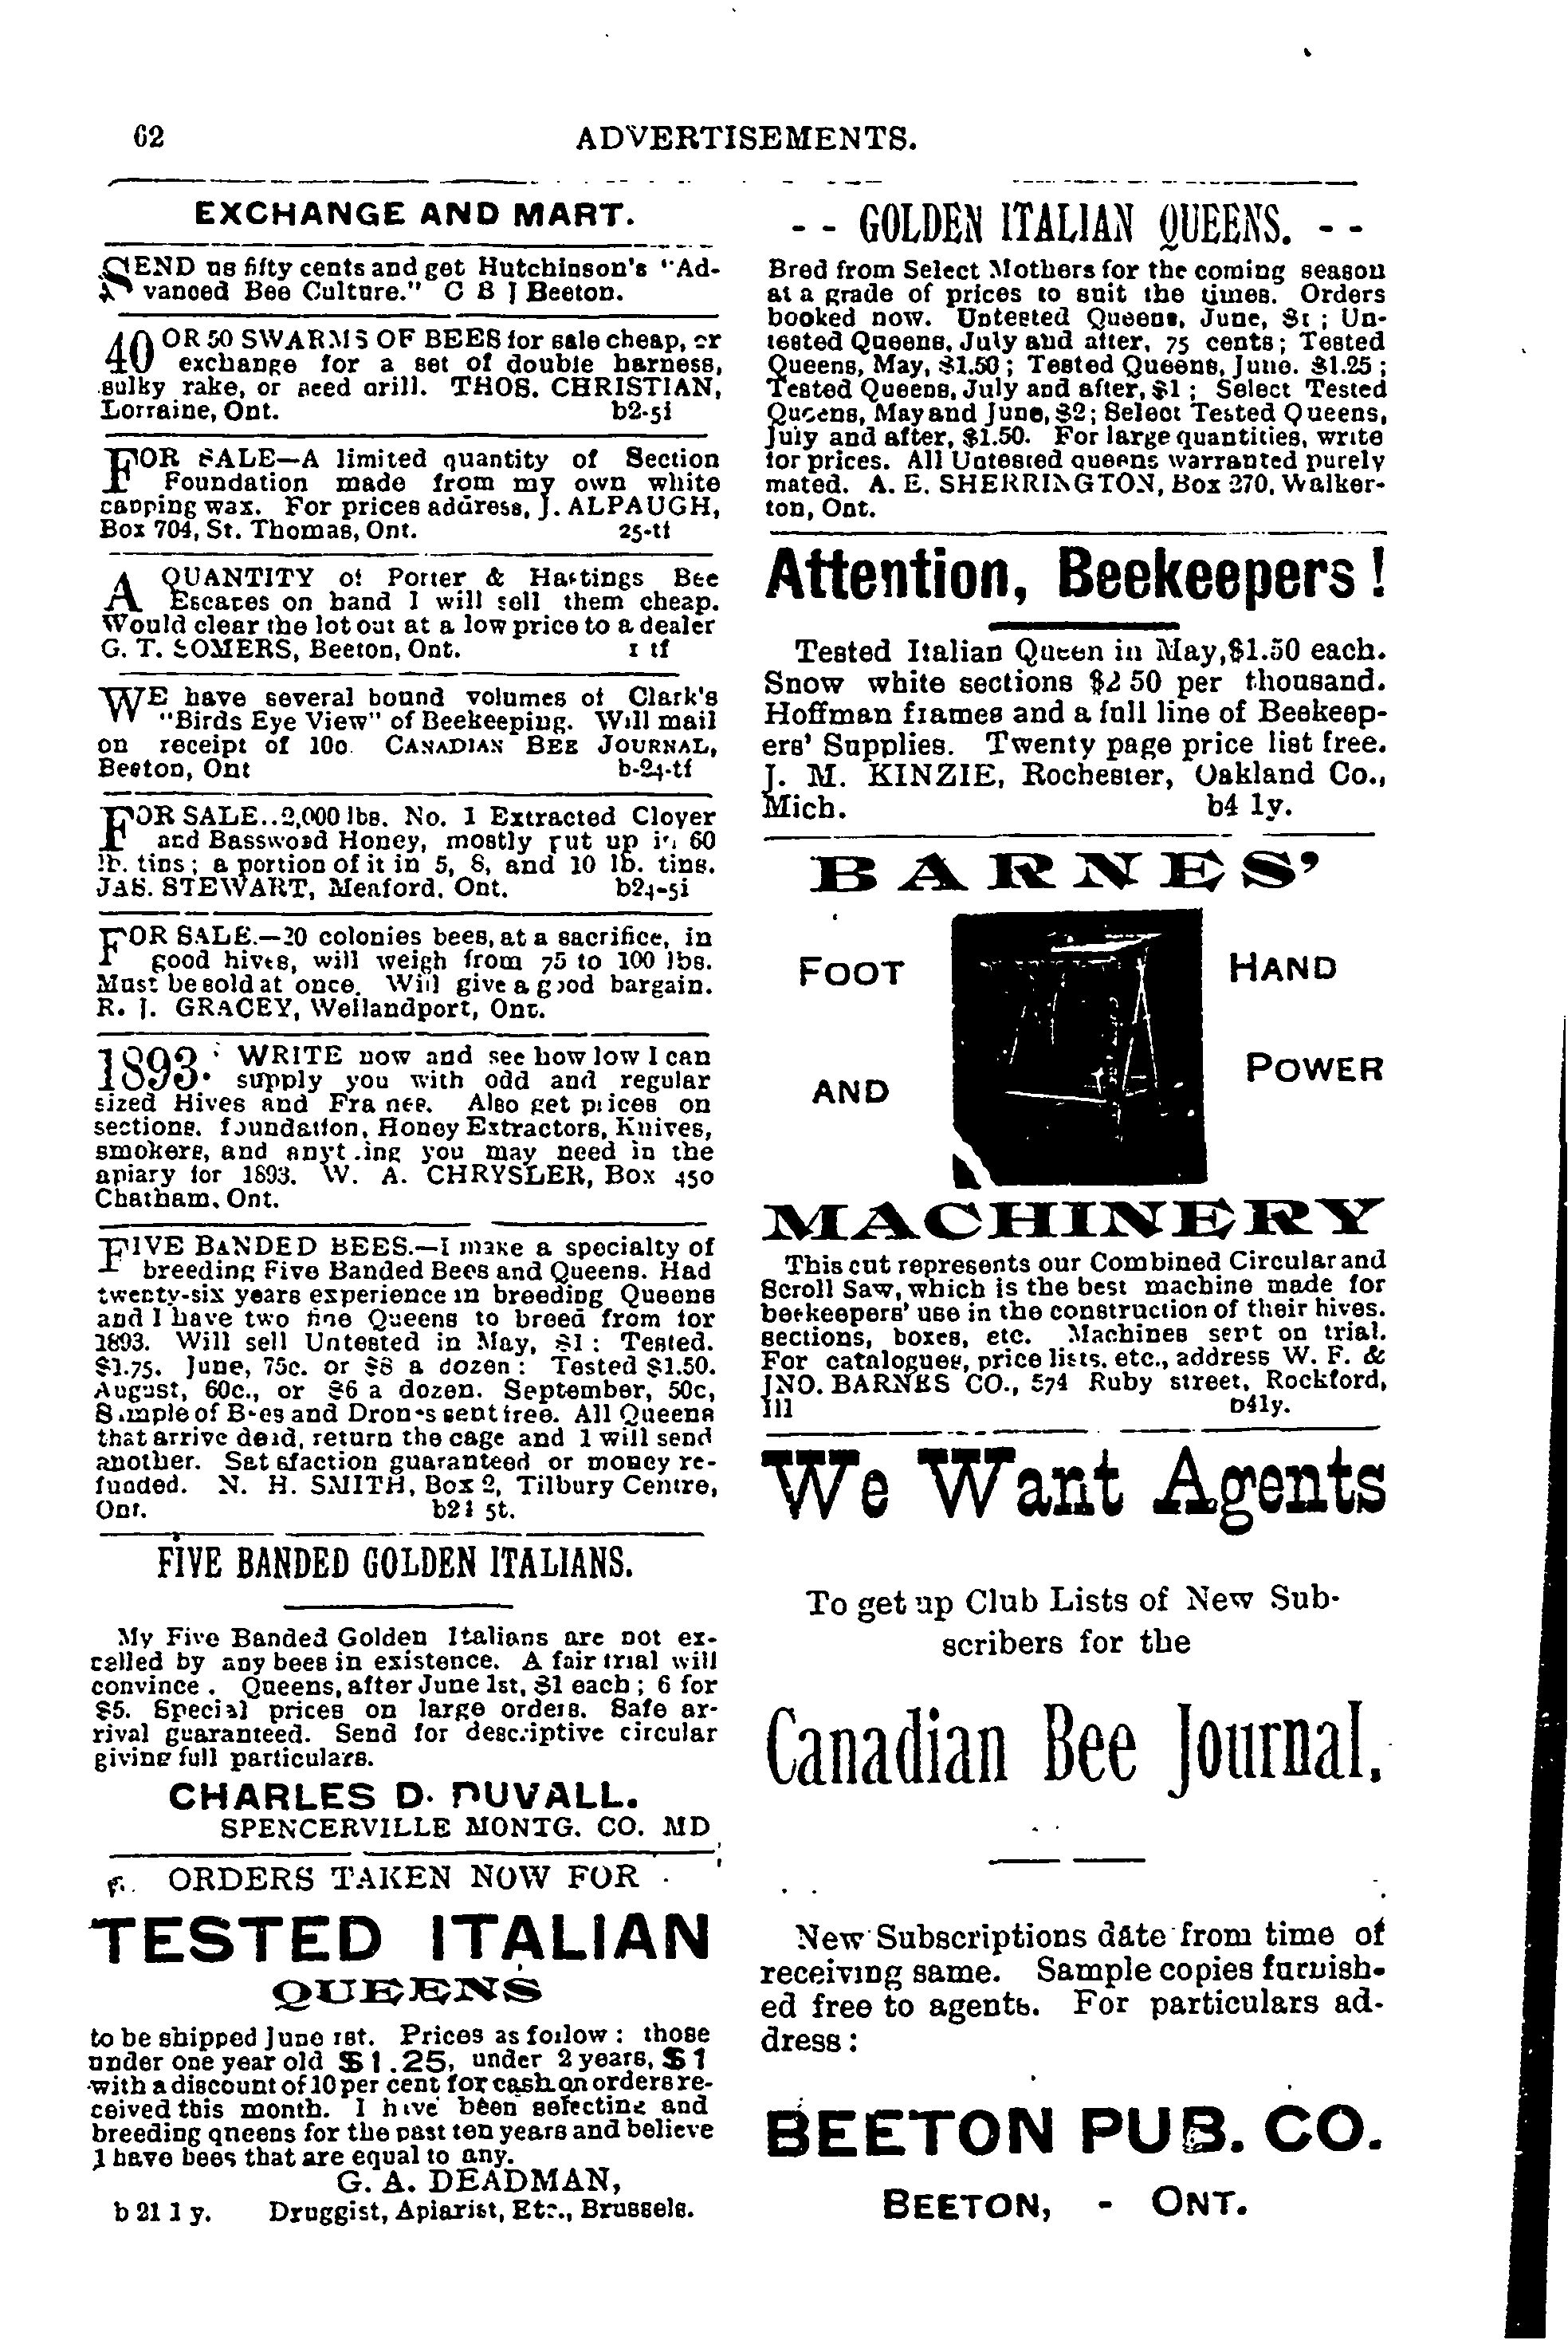 62
ADVERTISEMENTS.
EXCHANGE AND MART.
SEND us fifty cents and get Hutchinson's "Ad-
vanced Bee Culture." C B J Beeton.
40 OR 50 SWARMS OF BEES for sale cheap, or
exchange for a set of double harness,
sulky rake, or seed drill. THOS. CHRISTIAN,
Lorraine, Ont. b2-5i
FOR SALE—A limited quantity of Section
Foundation made from my own white
capping wax. For prices address, J. ALPAUGH,
Box 704, St. Thomas, Ont. 25-tf
A QUANTITY of Porter & Hastings Bee
Escapes on hand I will sell them cheap.
Would clear the lot out at a low price to a dealer
G. T. SOMERS, Beeton, Ont. 1 tf
WE have several bound volumes of Clark's
"Birds Eye View" of Beekeeping. Will mail
on receipt of 10c. CANADIAN BEE JOURNAL,
Beeton, Ont b-24-tf
FOR SALE..2,000 lbs. No. 1 Extracted Clover
and Basswood Honey, mostly put up in 60
lb. tins; a portion of it in 5, 8, and 10 lb. tins.
JAS. STEWART, Meaford, Ont. b24-5i
FOR SALE.—20 colonies bees, at a sacrifice, in
good hives, will weigh from 75 to 100 lbs.
Must be sold at once. Will give a good bargain.
R. J. GRACEY, Wellandport, Ont.
1893. WRITE now and see how low I can
supply you with odd and regular
sized Hives and Frames. Also get prices on
sections, foundation, Honey Extractors, Knives,
smokers, and anything you may need in the
apiary for 1893. W. A. CHRYSLER, Box 450
Chatham, Ont.
FIVE BANDED BEES.—I make a specialty of
breeding Five Banded Bees and Queens. Had
twenty-six years experience in breeding Queens
and I have two fine Queens to breed from for
1893. Will sell Untested in May, $1: Tested.
$1.75. June, 75c. or $8 a dozen: Tested $1.50.
August, 60c., or $6 a dozen. September, 50c,
Sample of Bees and Drones sent free. All Queens
that arrive dead, return the cage and I will send
another. Satisfaction guaranteed or money re-
funded. N. H. SMITH, Box 2, Tilbury Centre,
Ont. b21 5t.
FIVE BANDED GOLDEN ITALIANS.
My Five Banded Golden Italians are not ex-
celled by any bees in existence. A fair trial will
convince. Queens, after June 1st, $1 each; 6 for
$5. Special prices on large orders. Safe ar-
rival guaranteed. Send for descriptive circular
giving full particulars.
CHARLES D. DUVALL.
SPENCERVILLE MONTG. CO. MD
ORDERS TAKEN NOW FOR
TESTED ITALIAN
QUEENS
to be shipped June 1st. Prices as follow: those
under one year old $1.25, under 2 years, $1
with a discount of 10 per cent for cash on orders re-
ceived this month. I have been selecting and
breeding queens for the past ten years and believe
I have bees that are equal to any.
G. A. DEADMAN,
b 21 1 y. Druggist, Apiarist, Etc., Brussels.
-- GOLDEN ITALIAN QUEENS. --
Bred from Select Mothers for the coming season
at a grade of prices to suit the times. Orders
booked now. Untested Queens, June, $1; Un-
tested Queens, July and after, 75 cents; Tested
Queens, May, $1.50; Tested Queens, June. $1.25;
Tested Queens, July and after, $1; Select Tested
Queens, May and June, $2; Select Tested Queens,
July and after, $1.50. For large quantities, write
for prices. All Untested queens warranted purely
mated. A. E. SHERRINGTON, Box 270, Walker-
ton, Ont.
Attention, Beekeepers!
Tested Italian Queen in May, $1.50 each.
Snow white sections $2 50 per thousand.
Hoffman frames and a full line of Beekeep-
ers' Supplies. Twenty page price list free.
J. M. KINZIE, Rochester, Oakland Co.,
Mich. b4 ly.
BARNES'
FOOT HAND
AND POWER
MACHINERY
This cut represents our Combined Circular and
Scroll Saw, which is the best machine made for
beekeepers' use in the construction of their hives.
sections, boxes, etc. Machines sent on trial.
For catalogues, price lists, etc., address W. F. &
JNO. BARNES CO., 574 Ruby street, Rockford,
Ill b4ly.
We Want Agents
To get up Club Lists of New Sub-
scribers for the
Canadian Bee Journal.
New Subscriptions date from time of
receiving same. Sample copies furnish-
ed free to agents. For particulars ad-
dress:
BEETON PUB. CO.
BEETON, - ONT.